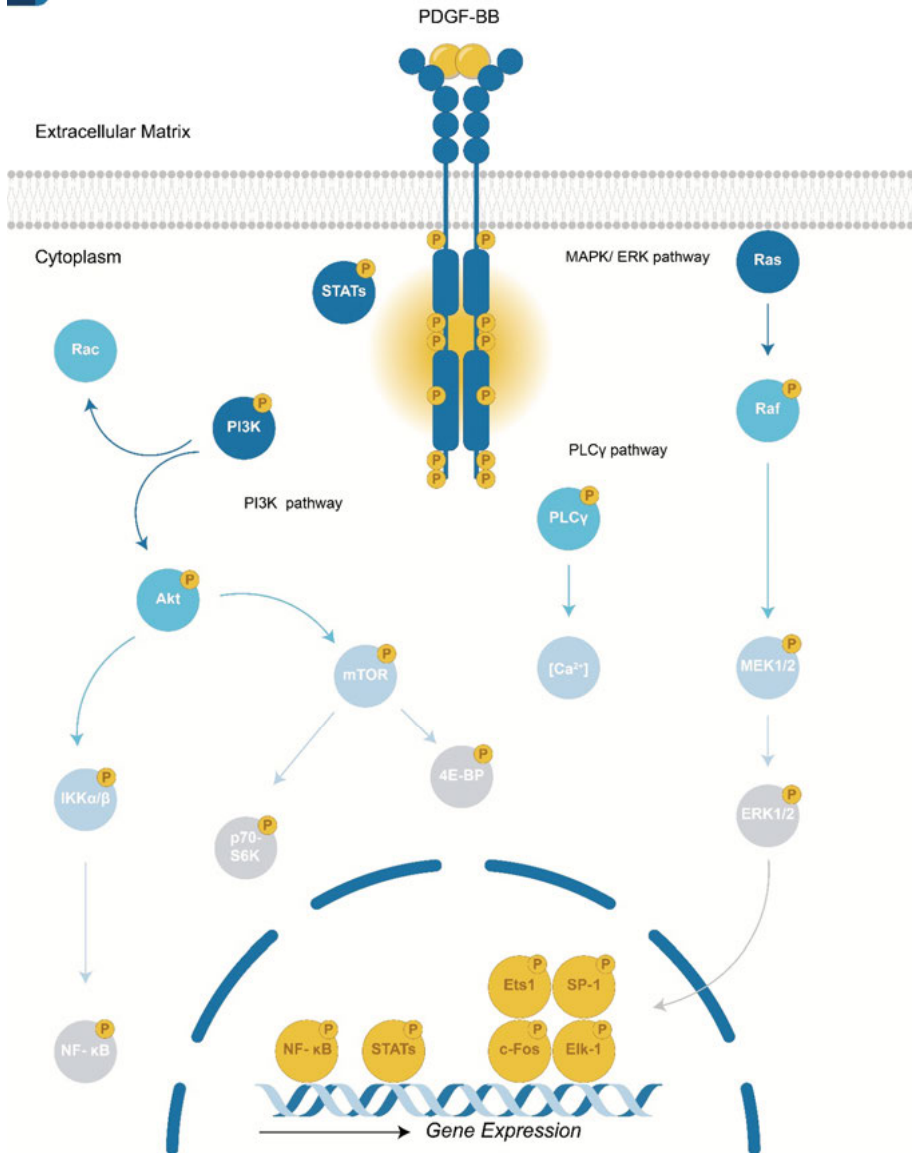 PDGF-BB
Extracellular Matrix
Cytoplasm
P
P
P
STATs
MAPK/ ERK pathway
Ras
P
P
P
P
Rac
P
PI3K
P
P
P
Raf
PLCγ pathway
P
P
P
P
PI3K pathway
P
PLCγ
P
Akt
P
mTOR
[Ca²⁺]
P
MEK1/2
P
IKKα/β
P
4E-BP
P
ERK1/2
P
p70-
S6K
P
Ets1
P
SP-1
P
NF- κB
P
NF- κB
P
STATs
P
c-Fos
P
Elk-1
Gene Expression